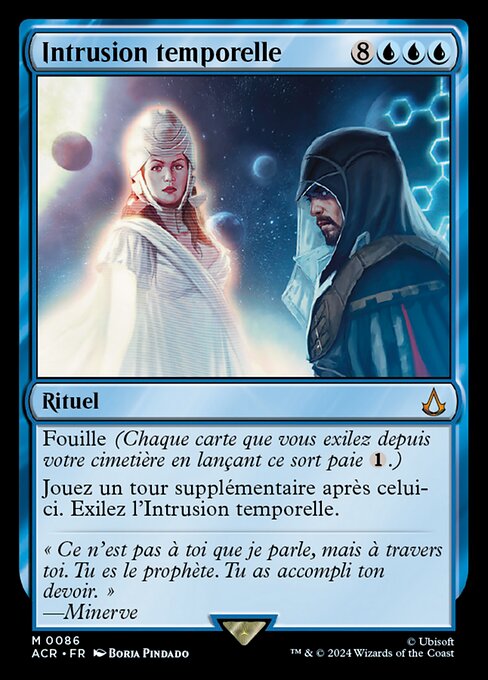 Intrusion temporelle 8
Rituel
Fouille (Chaque carte que vous exilez depuis
votre cimetière en lançant ce sort paie 1.)
Jouez un tour supplémentaire après celui-
ci. Exilez l'Intrusion temporelle.
« Ce n'est pas à toi que je parle, mais à travers
toi. Tu es le prophète. Tu as accompli ton
devoir. »
—Minerve
M 0086
ACR • FR Borja Pindado
© Ubisoft
™ & © 2024 Wizards of the Coast